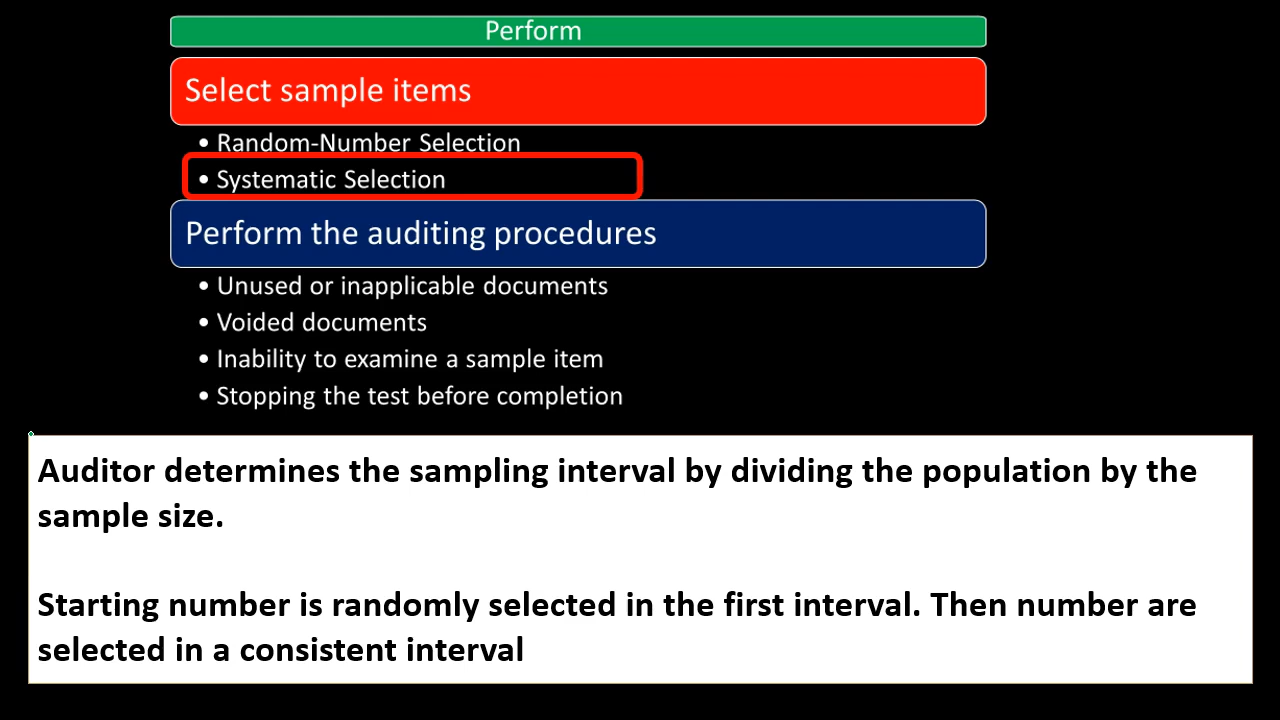 Perform
Select sample items
• Random-Number Selection
• Systematic Selection
Perform the auditing procedures
• Unused or inapplicable documents
• Voided documents
• Inability to examine a sample item
• Stopping the test before completion
Auditor determines the sampling interval by dividing the population by the
sample size.
Starting number is randomly selected in the first interval. Then number are
selected in a consistent interval